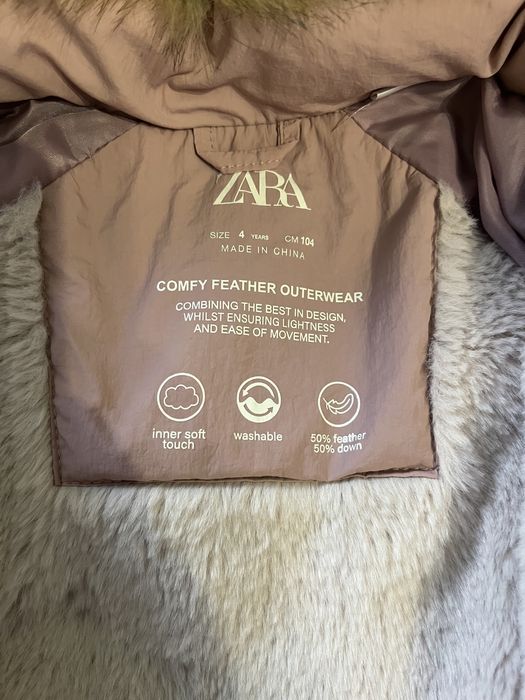 ZARA
SIZE 4 YEARS CM 104
MADE IN CHINA
COMFY FEATHER OUTERWEAR
COMBINING THE BEST IN DESIGN,
WHILST ENSURING LIGHTNESS
AND EASE OF MOVEMENT.
inner soft
touch
washable
50% feather
50% down